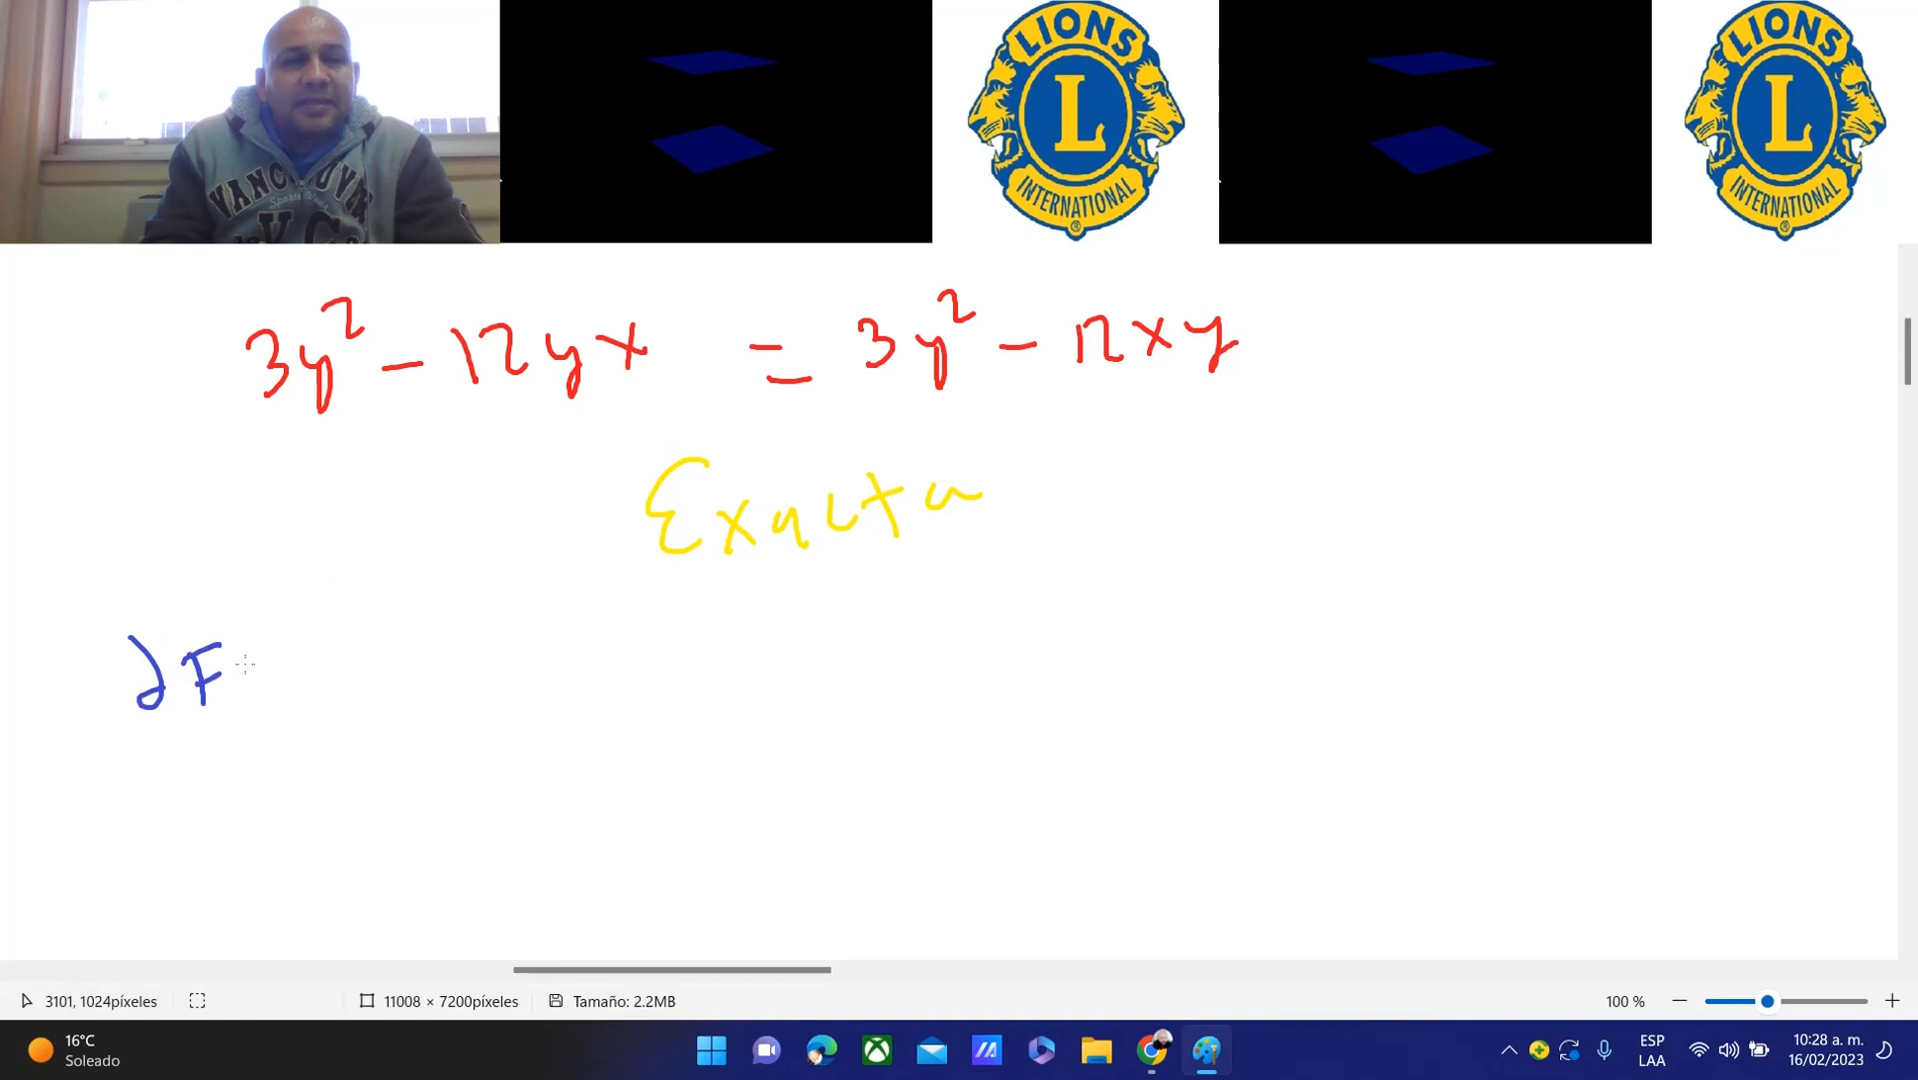 LIONS
L
INTERNATIONAL
®
LIONS
L
INTERNATIONAL
®
VANCOUVER
3y² - 12yx = 3y² - 12xy
Exacta
∂F
3101, 1024píxeles
11008 × 7200píxeles
Tamaño: 2.2MB
100 %
16°C
Soleado
ESP
LAA
10:28 a. m.
16/02/2023